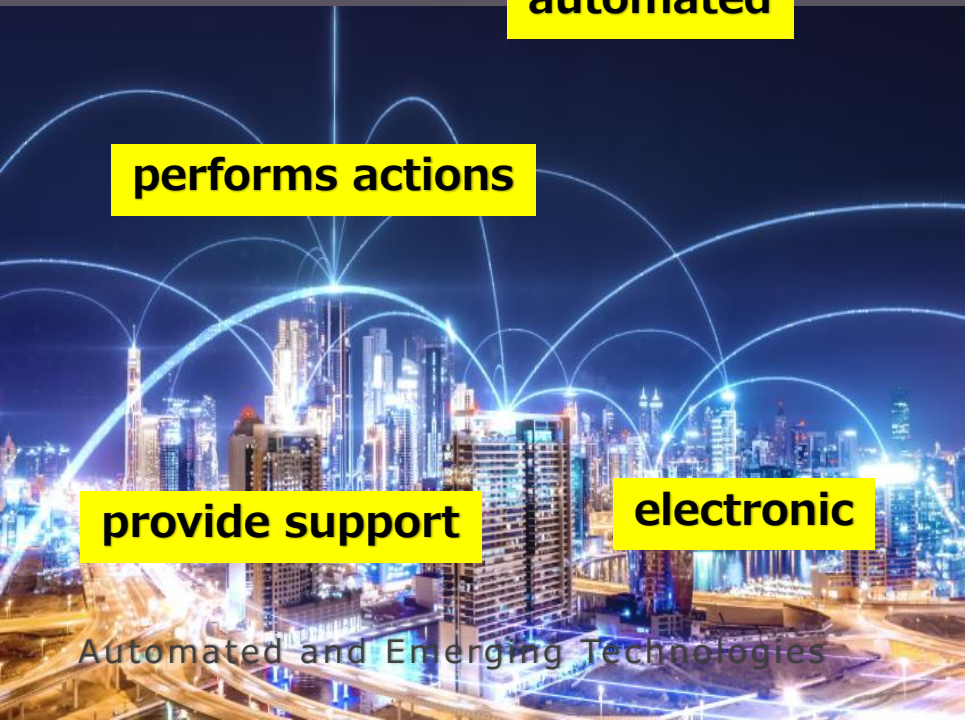 automated
performs actions
provide support
electronic
Automated and Emerging Technologies